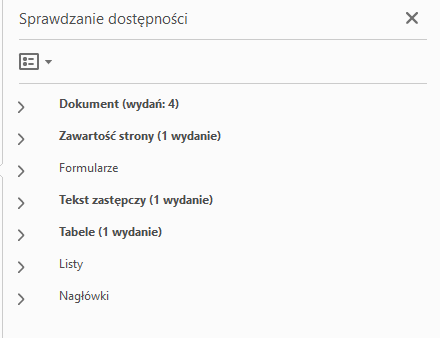 Sprawdzanie dostępności
Dokument (wydań: 4)
Zawartość strony (1 wydanie)
Formularze
Tekst zastępczy (1 wydanie)
Tabele (1 wydanie)
Listy
Nagłówki